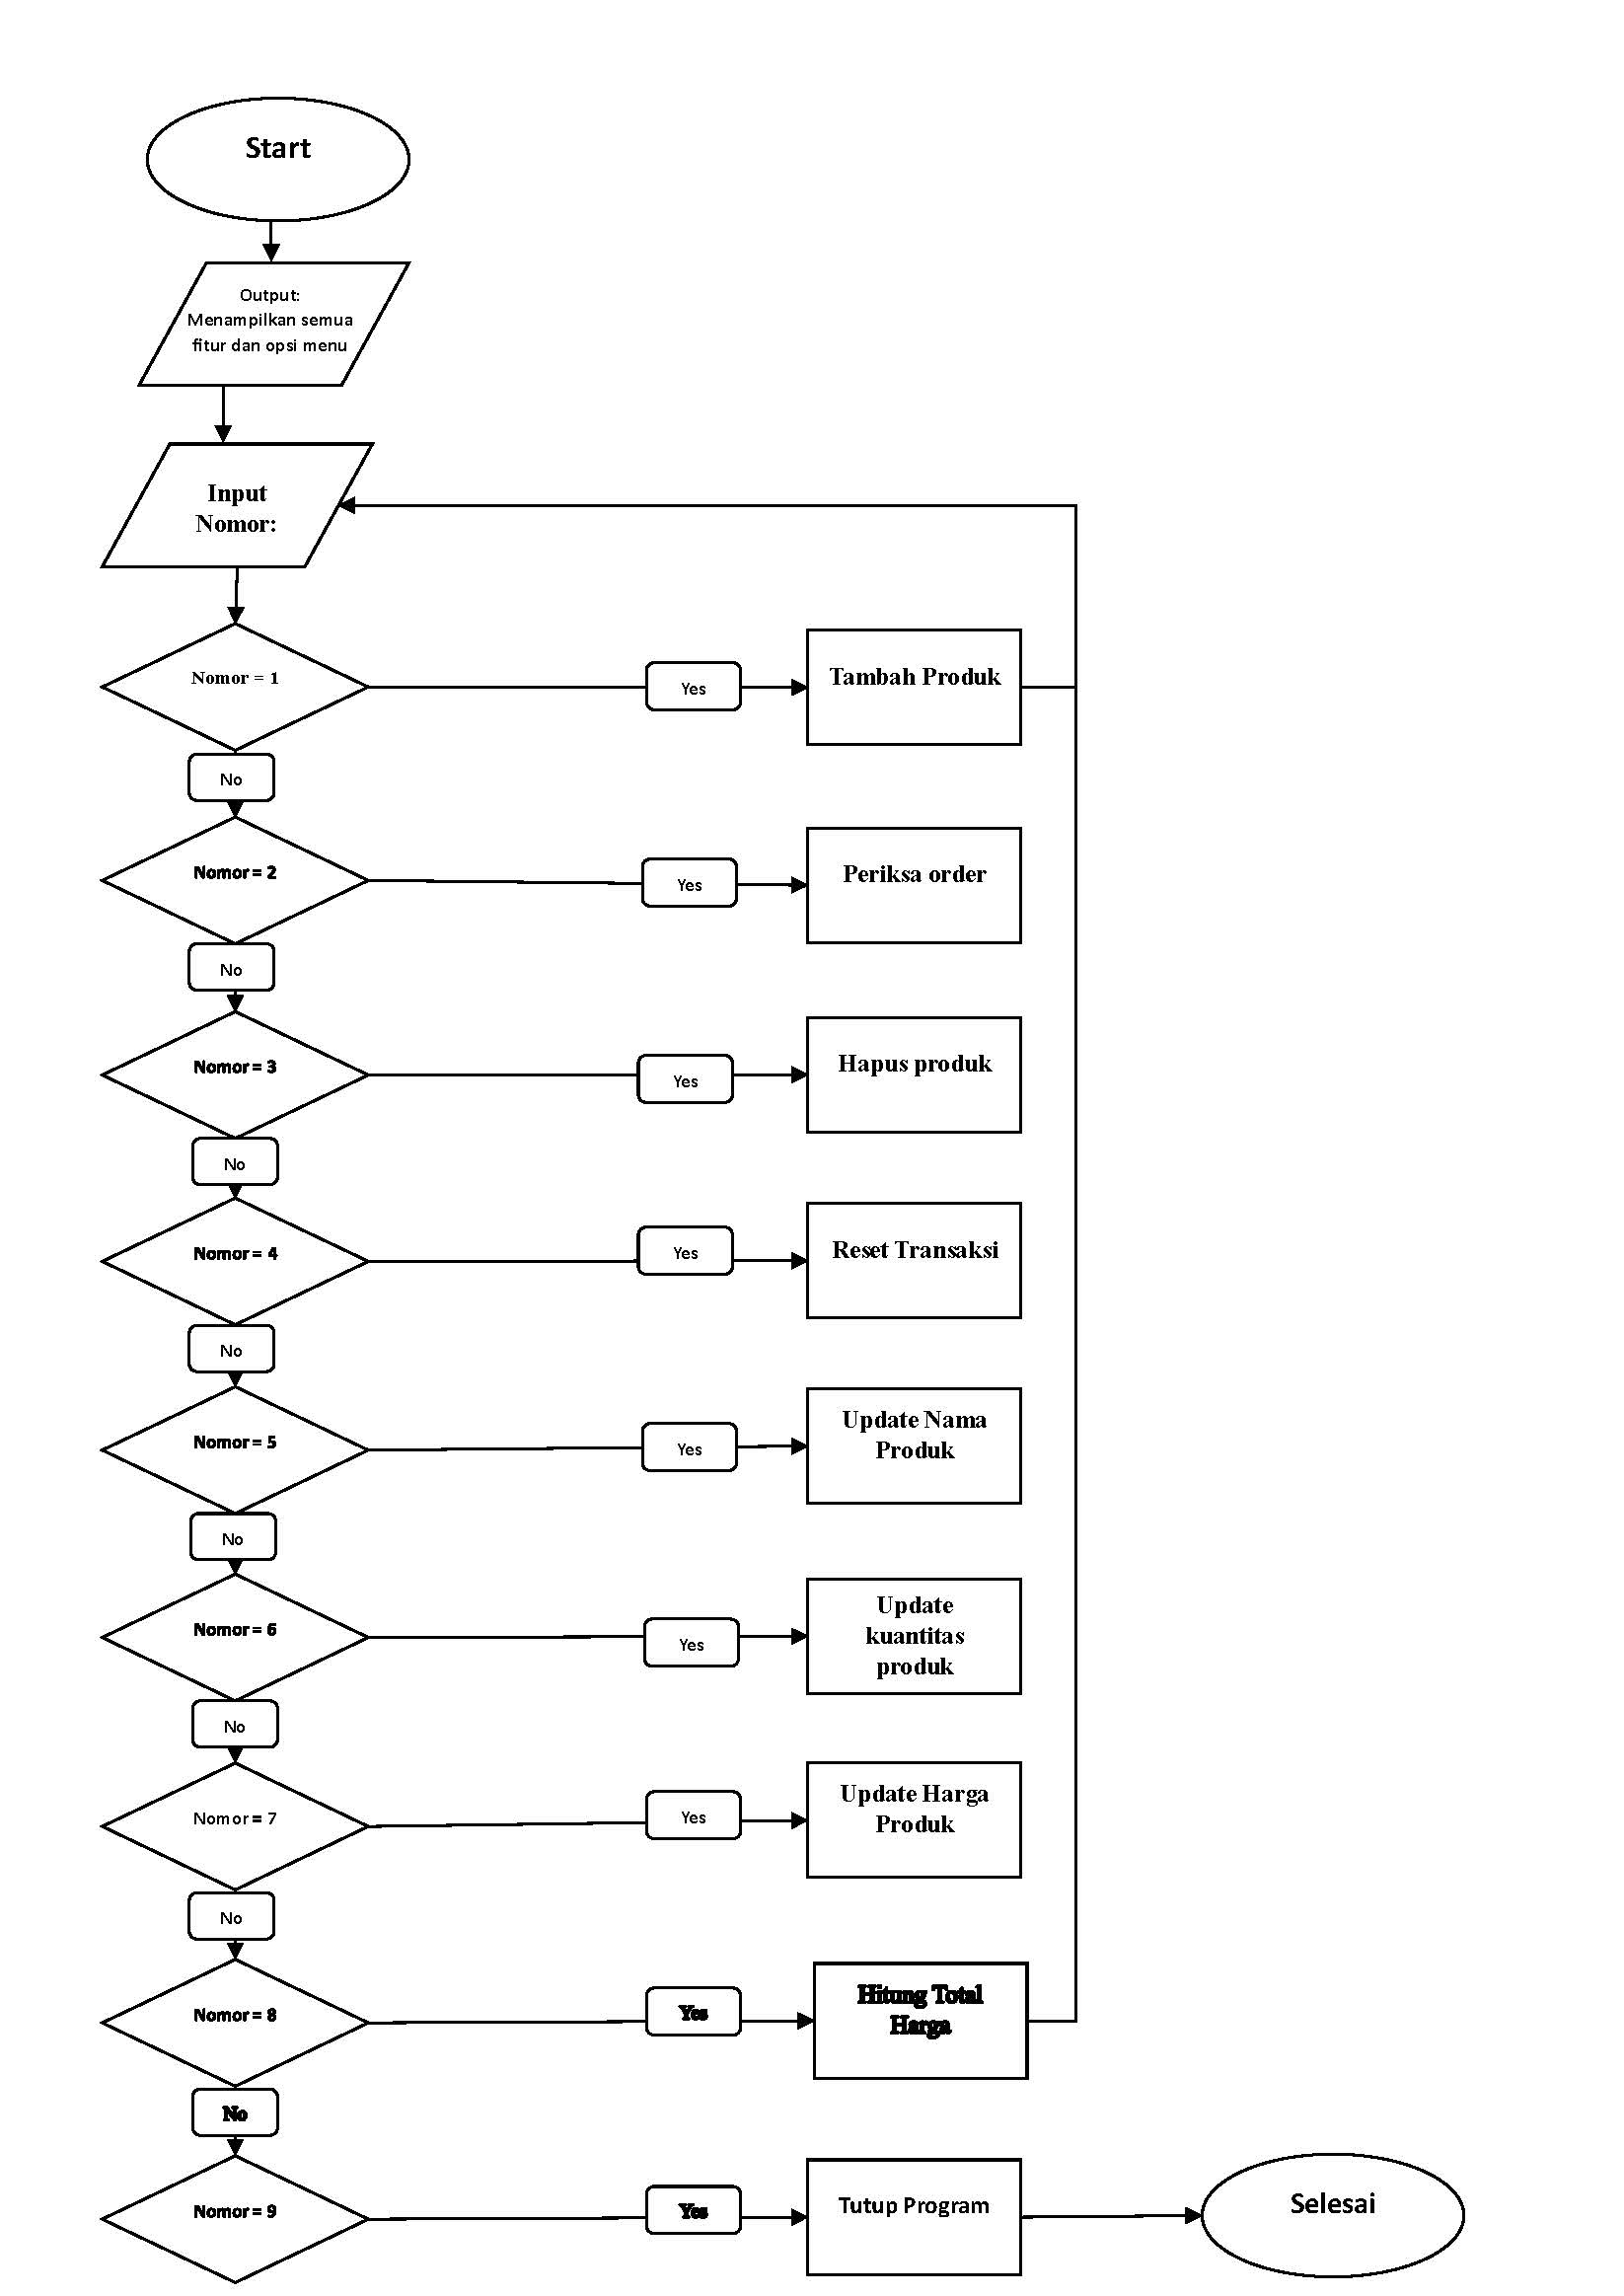 Start
Output:
Menampilkan semua
fitur dan opsi menu
Input
Nomor:
Nomor = 1
Yes
Tambah Produk
No
Nomor = 2
Yes
Periksa order
No
Nomor = 3
Yes
Hapus produk
No
Nomor = 4
Yes
Reset Transaksi
No
Nomor = 5
Yes
Update Nama
Produk
No
Nomor = 6
Yes
Update
kuantitas
produk
No
Nomor = 7
Yes
Update Harga
Produk
No
Nomor = 8
Yes
Hitung Total
Harga
No
Nomor = 9
Yes
Tutup Program
Selesai